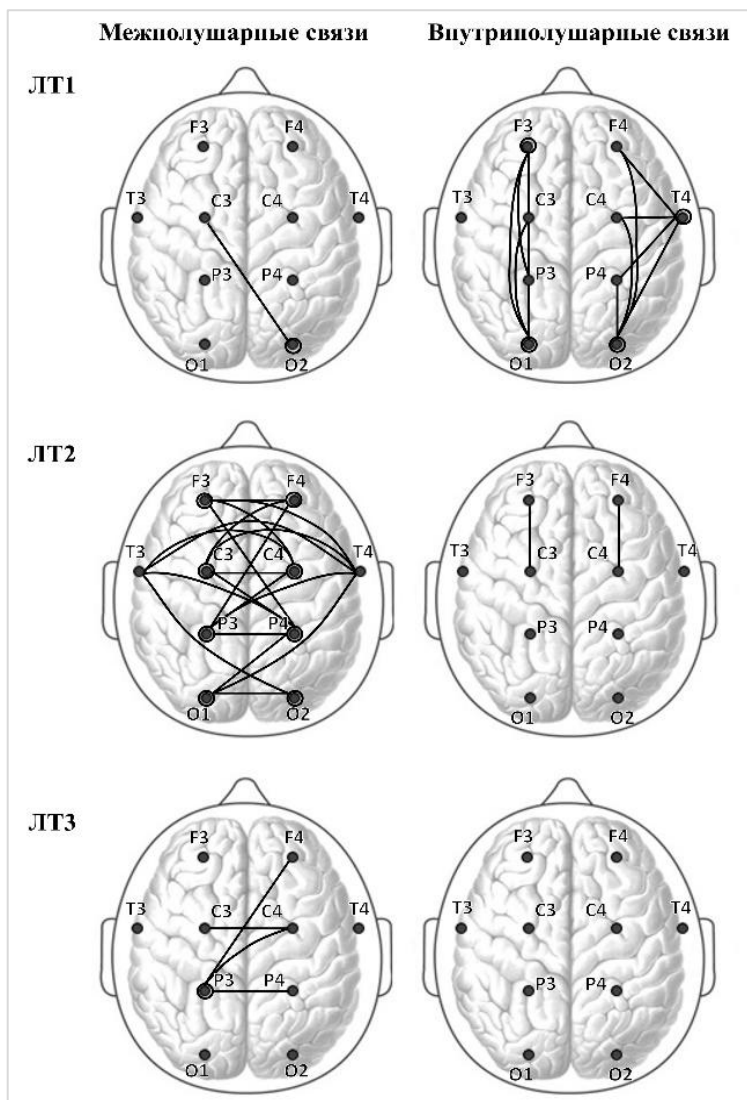 Межполушарные связи Внутриполушарные связи
ЛТ1
F3 F4 F3 F4
T3 C3 C4 T4 T3 C3 C4 T4
P3 P4 P3 P4
O1 O2 O1 O2
ЛТ2
F3 F4 F3 F4
T3 C3 C4 T4 T3 C3 C4 T4
P3 P4 P3 P4
O1 O2 O1 O2
ЛТ3
F3 F4 F3 F4
T3 C3 C4 T4 T3 C3 C4 T4
P3 P4 P3 P4
O1 O2 O1 O2